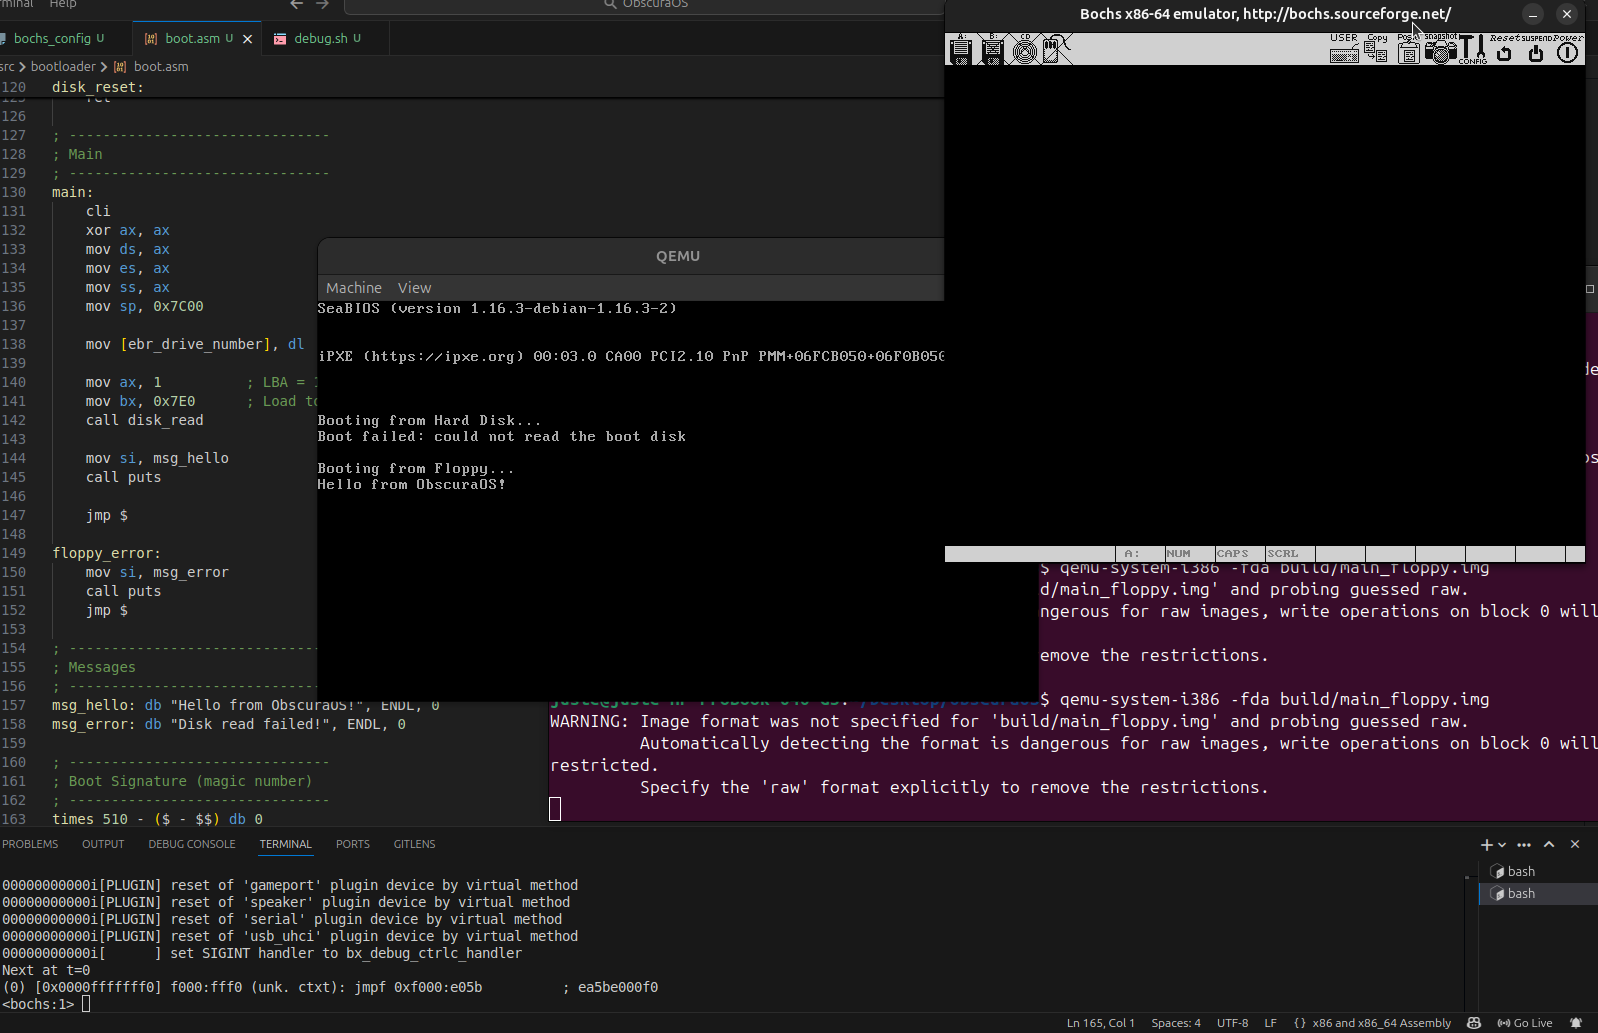 rminal Help
← → ObscuraOS
bochs_config U
boot.asm U ×
debug.sh U
src > bootloader > boot.asm
120 disk_reset:
125 ret
126
127 ; -------------------------------
128 ; Main
129 ; -------------------------------
130 main:
131 cli
132 xor ax, ax
133 mov ds, ax
134 mov es, ax
135 mov ss, ax
136 mov sp, 0x7C00
137
138 mov [ebr_drive_number], dl
139
140 mov ax, 1 ; LBA = 1
141 mov bx, 0x7E0 ; Load to
142 call disk_read
143
144 mov si, msg_hello
145 call puts
146
147 jmp $
148
149 floppy_error:
150 mov si, msg_error
151 call puts
152 jmp $
153
154 ; -------------------------------
155 ; Messages
156 ; -------------------------------
157 msg_hello: db "Hello from ObscuraOS!", ENDL, 0
158 msg_error: db "Disk read failed!", ENDL, 0
159
160 ; -------------------------------
161 ; Boot Signature (magic number)
162 ; -------------------------------
163 times 510 - ($ - $$) db 0
QEMU
Machine View
SeaBIOS (version 1.16.3-debian-1.16.3-2)
iPXE (https://ipxe.org) 00:03.0 CA00 PCI2.10 PnP PMM+06FCB050+06F0B050
Booting from Hard Disk...
Boot failed: could not read the boot disk
Booting from Floppy...
Hello from ObscuraOS!
Bochs x86-64 emulator, http://bochs.sourceforge.net/
A: B: CD USER Copy Snapshot CONFIG Reset SUSPEND Power
A: NUM CAPS SCRL
de
os
$ qemu-system-i386 -fda build/main_floppy.img
d/main_floppy.img' and probing guessed raw.
ngerous for raw images, write operations on block 0 will
emove the restrictions.
$ qemu-system-i386 -fda build/main_floppy.img
WARNING: Image format was not specified for 'build/main_floppy.img' and probing guessed raw.
Automatically detecting the format is dangerous for raw images, write operations on block 0 will
restricted.
Specify the 'raw' format explicitly to remove the restrictions.
PROBLEMS OUTPUT DEBUG CONSOLE TERMINAL PORTS GITLENS
00000000000i[PLUGIN] reset of 'gameport' plugin device by virtual method
00000000000i[PLUGIN] reset of 'speaker' plugin device by virtual method
00000000000i[PLUGIN] reset of 'serial' plugin device by virtual method
00000000000i[PLUGIN] reset of 'usb_uhci' plugin device by virtual method
00000000000i[      ] set SIGINT handler to bx_debug_ctrlc_handler
Next at t=0
(0) [0x0000fffffff0] f000:fff0 (unk. ctxt): jmpf 0xf000:e05b ; ea5be000f0
<bochs:1>
bash
bash
Ln 165, Col 1 Spaces: 4 UTF-8 LF {} x86 and x86_64 Assembly Go Live